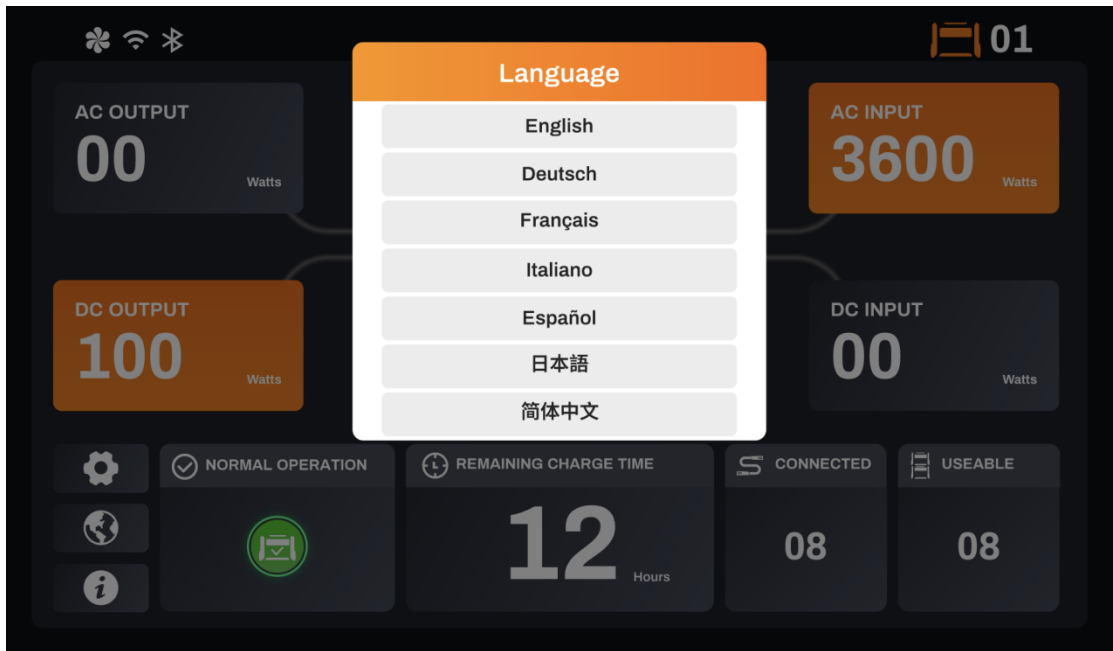 01
Language
English
Deutsch
Français
Italiano
Español
日本語
简体中文
AC OUTPUT
00
Watts
AC INPUT
3600
Watts
DC OUTPUT
100
Watts
DC INPUT
00
Watts
NORMAL OPERATION
REMAINING CHARGE TIME
12
Hours
CONNECTED
08
USEABLE
08